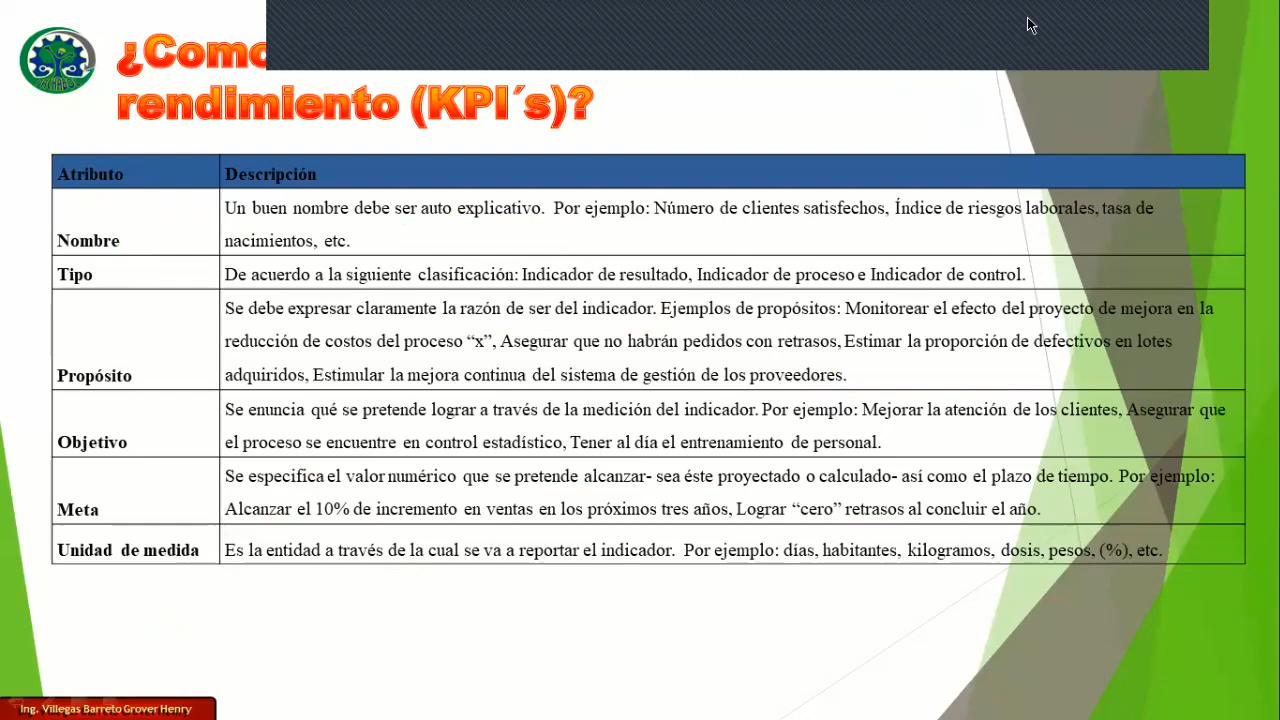 ¿Como
rendimiento (KPI´s)?
Atributo
Descripción
Nombre
Un buen nombre debe ser auto explicativo. Por ejemplo: Número de clientes satisfechos, Índice de riesgos laborales, tasa de
nacimientos, etc.
Tipo
De acuerdo a la siguiente clasificación: Indicador de resultado, Indicador de proceso e Indicador de control.
Propósito
Se debe expresar claramente la razón de ser del indicador. Ejemplos de propósitos: Monitorear el efecto del proyecto de mejora en la
reducción de costos del proceso “x”, Asegurar que no habrán pedidos con retrasos, Estimar la proporción de defectivos en lotes
adquiridos, Estimular la mejora continua del sistema de gestión de los proveedores.
Objetivo
Se enuncia qué se pretende lograr a través de la medición del indicador. Por ejemplo: Mejorar la atención de los clientes, Asegurar que
el proceso se encuentre en control estadístico, Tener al día el entrenamiento de personal.
Meta
Se especifica el valor numérico que se pretende alcanzar- sea éste proyectado o calculado- así como el plazo de tiempo. Por ejemplo:
Alcanzar el 10% de incremento en ventas en los próximos tres años, Lograr “cero” retrasos al concluir el año.
Unidad de medida
Es la entidad a través de la cual se va a reportar el indicador. Por ejemplo: días, habitantes, kilogramos, dosis, pesos, (%), etc.
Ing. Villegas Barreto Grover Henry